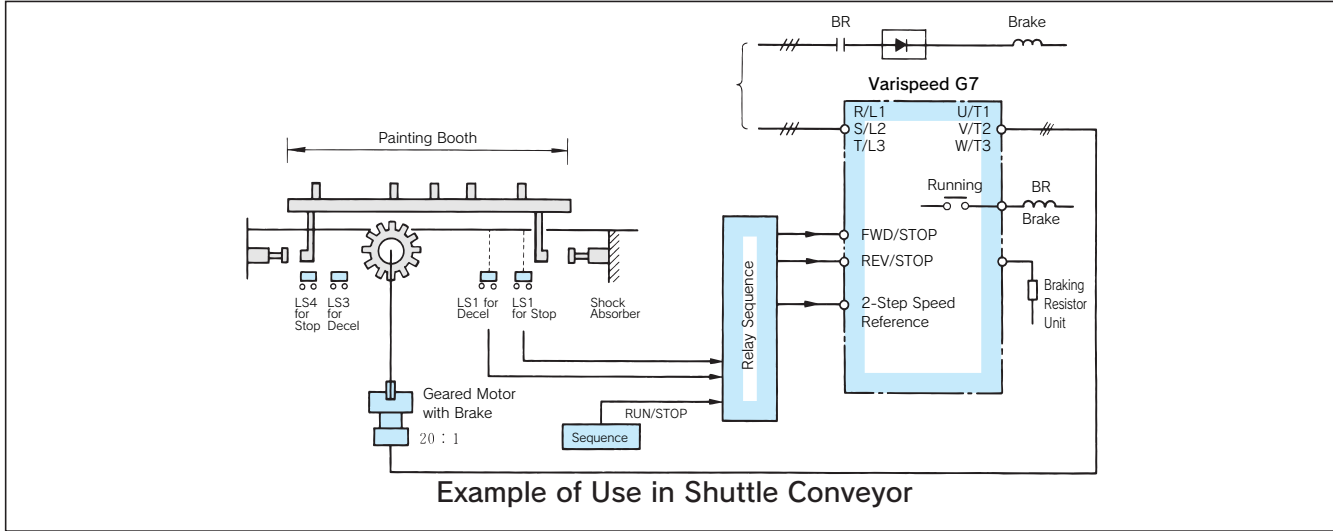 BR
Brake
Varispeed G7
R/L1
U/T1
S/L2
V/T2
T/L3
W/T3
Painting Booth
Running
BR
Brake
FWD/STOP
REV/STOP
2-Step Speed
Reference
Braking
Resistor
Unit
Relay Sequence
LS4
for
Stop
LS3
for
Decel
LS1 for
Decel
LS1
for Stop
Shock
Absorber
Geared Motor
with Brake
20 : 1
RUN/STOP
Sequence
Example of Use in Shuttle Conveyor